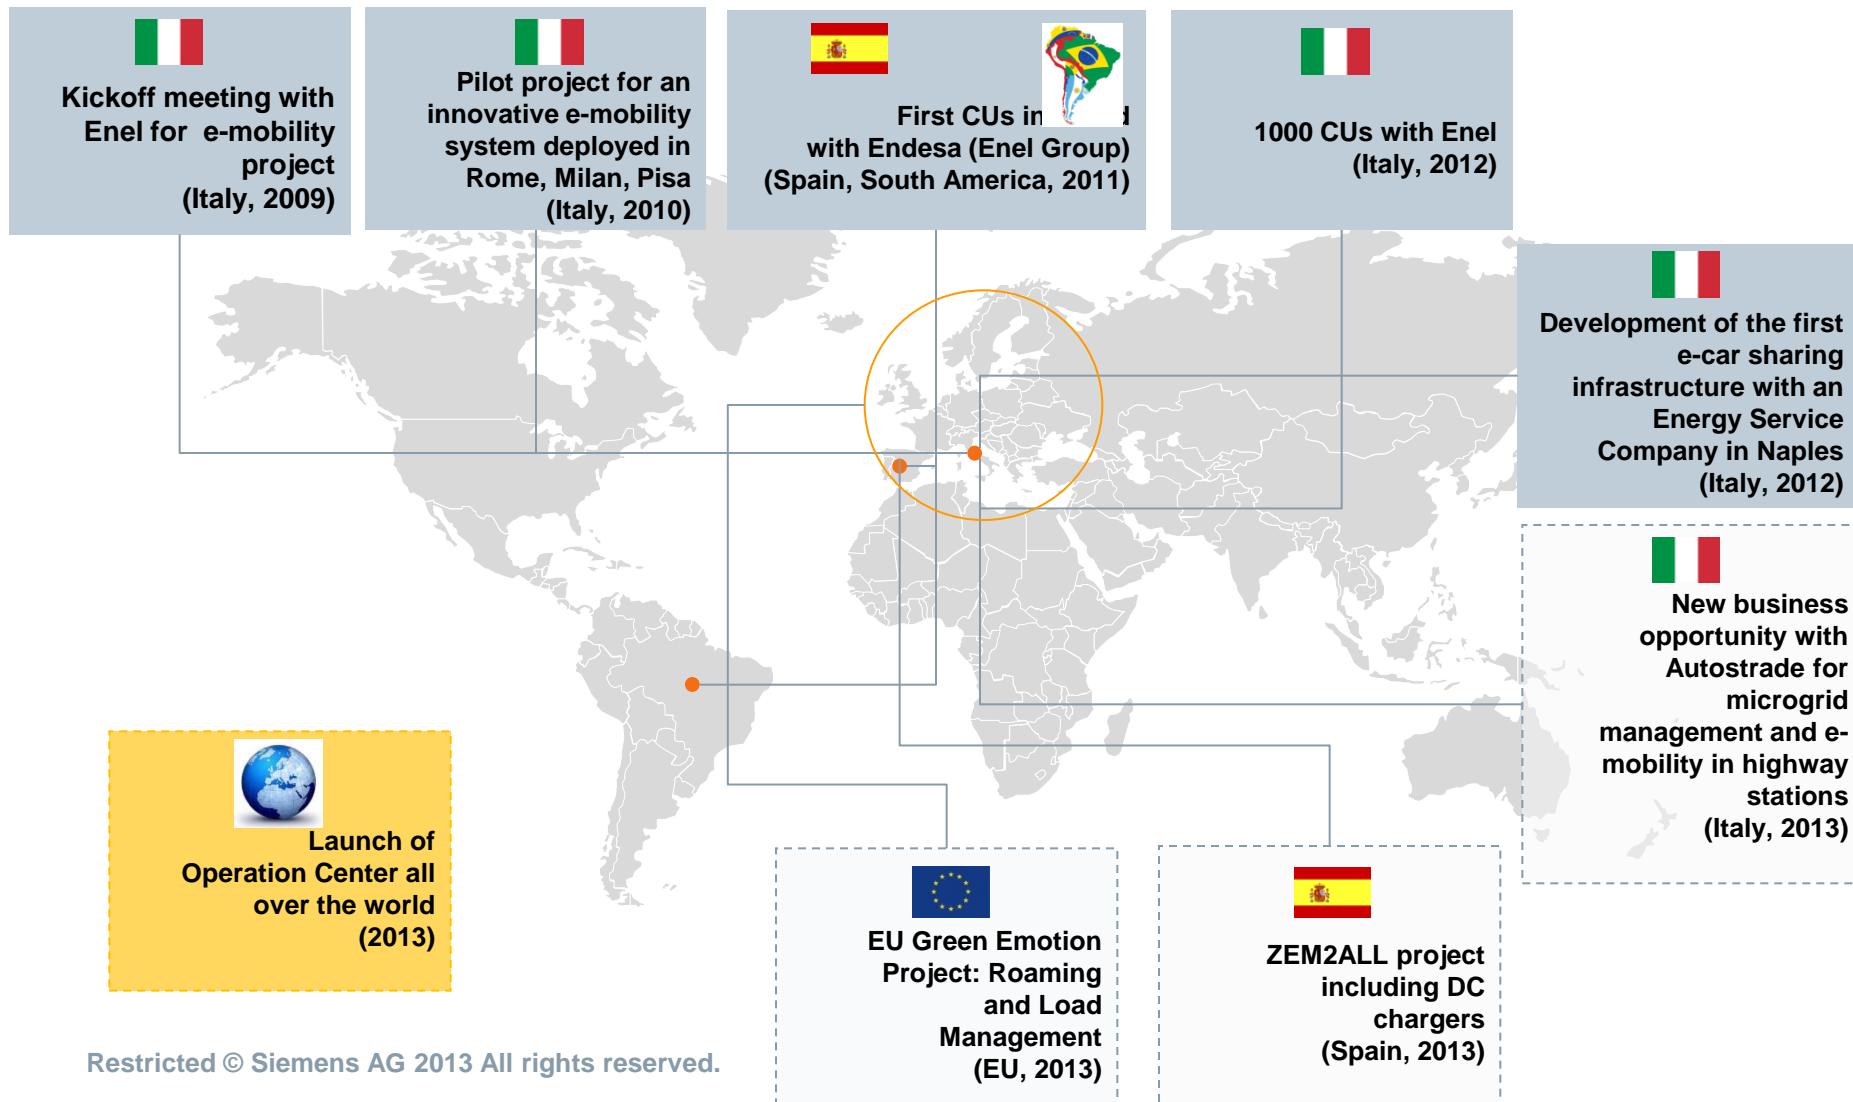 Kickoff meeting with
Enel for e-mobility
project
(Italy, 2009)
Pilot project for an
innovative e-mobility
system deployed in
Rome, Milan, Pisa
(Italy, 2010)
First CUs in
with Endesa (Enel Group)
(Spain, South America, 2011)
1000 CUs with Enel
(Italy, 2012)
Development of the first
e-car sharing
infrastructure with an
Energy Service
Company in Naples
(Italy, 2012)
New business
opportunity with
Autostrade for
microgrid
management and e-
mobility in highway
stations
(Italy, 2013)
Launch of
Operation Center all
over the world
(2013)
EU Green Emotion
Project: Roaming
and Load
Management
(EU, 2013)
ZEM2ALL project
including DC
chargers
(Spain, 2013)
Restricted © Siemens AG 2013 All rights reserved.